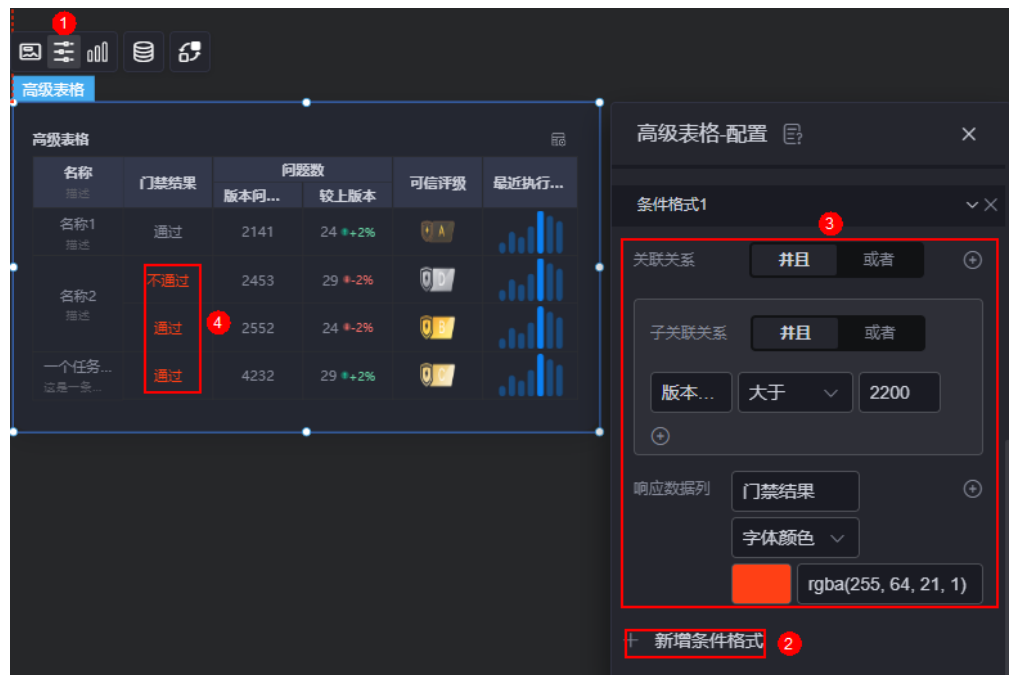 1
高级表格
高级表格
名称
描述
门禁结果
问题数
版本问...
较上版本
可信评级
最近执行...
名称1
描述
通过
2141
24 +2%
A
名称2
描述
不通过
2453
29 -2%
D
通过
4
2552
24 -2%
B
一个任务...
这是一条...
通过
4232
29 +2%
C
高级表格-配置
条件格式1
3
关联关系
并且
或者
子关联关系
并且
或者
版本...
大于
2200
响应数据列
门禁结果
字体颜色
rgba(255, 64, 21, 1)
+ 新增条件格式
2